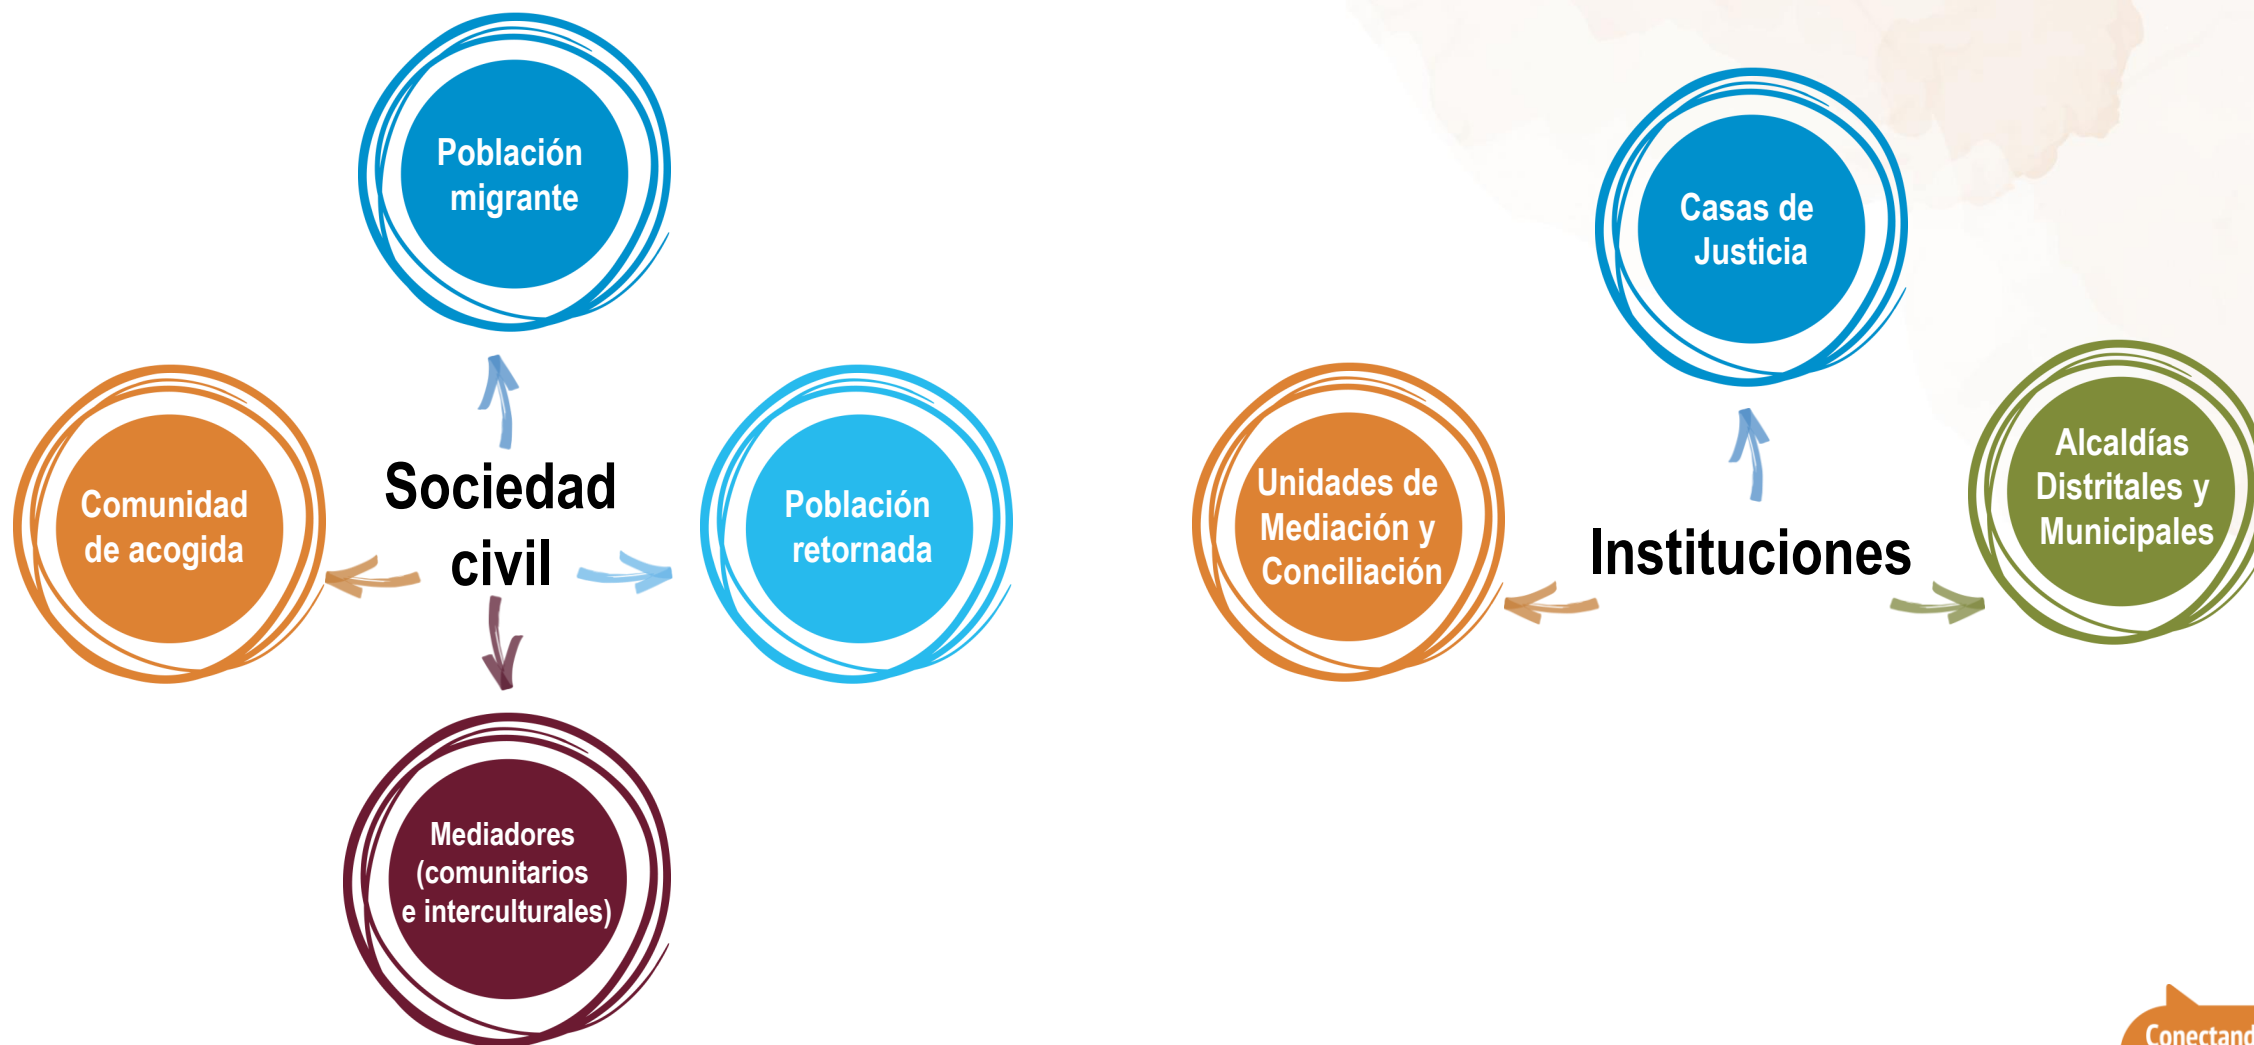 Población
migrante
Comunidad
de acogida
Sociedad
civil
Población
retornada
Mediadores
(comunitarios
e interculturales)
Casas de
Justicia
Unidades de
Mediación y
Conciliación
Instituciones
Alcaldías
Distritales y
Municipales